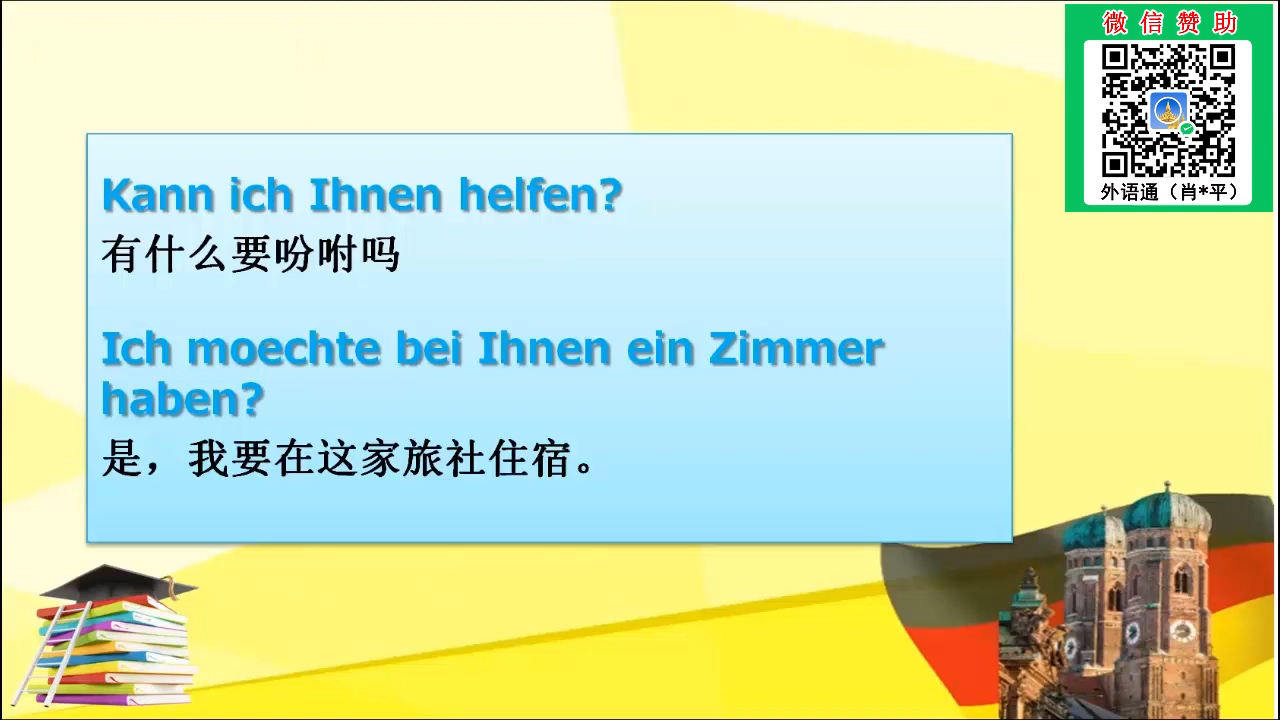 微信赞助
外语通（肖*平）
Kann ich Ihnen helfen?
有什么要吩咐吗
Ich moechte bei Ihnen ein Zimmer
haben?
是，我要在这家旅社住宿。